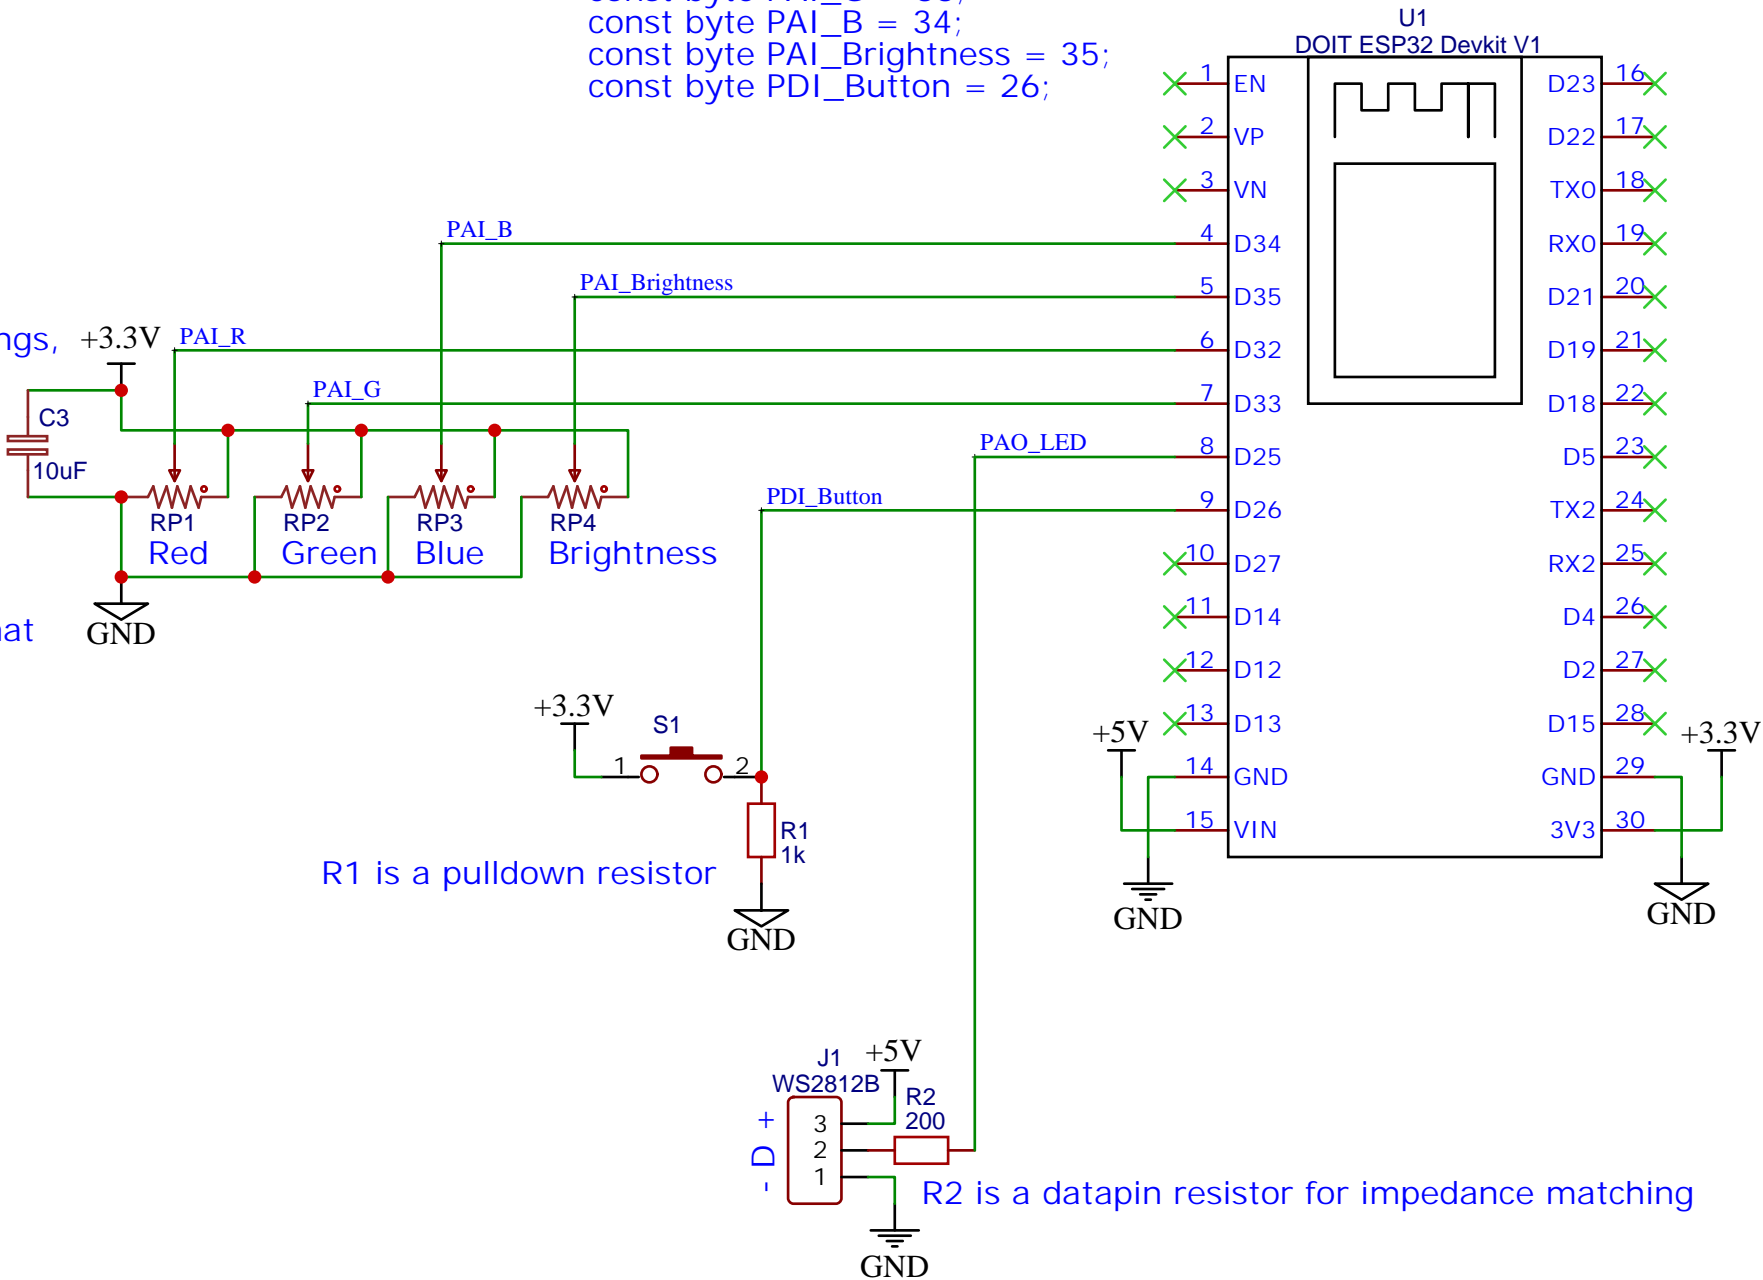 const byte PAI_B = 34;
const byte PAI_Brightness = 35;
const byte PDI_Button = 26;
U1
DOIT ESP32 Devkit V1
1 EN
2 VP
3 VN
4 D34
5 D35
6 D32
7 D33
8 D25
9 D26
10 D27
11 D14
12 D12
13 D13
14 GND
15 VIN
D23 16
D22 17
TX0 18
RX0 19
D21 20
D19 21
D18 22
D5 23
TX2 24
RX2 25
D4 26
D2 27
D15 28
GND 29
3V3 30
PAI_B
PAI_Brightness
+3.3V
PAI_R
PAI_G
C3
10uF
PAO_LED
PDI_Button
RP1
Red
RP2
Green
RP3
Blue
RP4
Brightness
GND
+3.3V
S1
1 2
R1
1k
R1 is a pulldown resistor
GND
+5V
GND
+3.3V
GND
J1
WS2812B
+5V
R2
200
- D +
3
2
1
R2 is a datapin resistor for impedance matching
GND